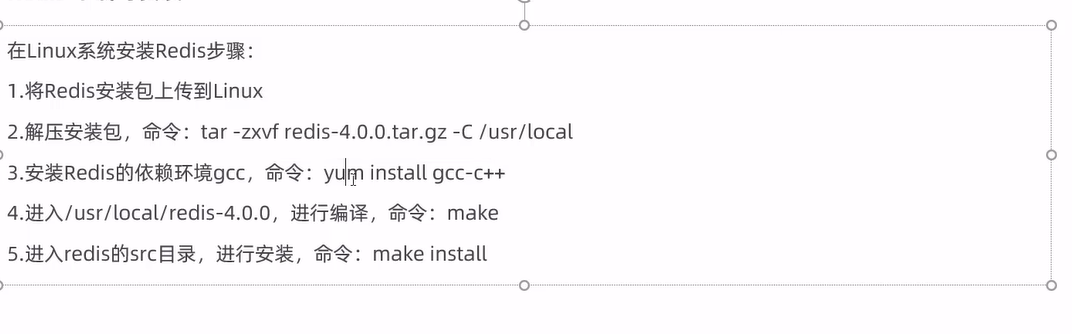 在Linux系统安装Redis步骤：
1.将Redis安装包上传到Linux
2.解压安装包，命令：tar -zxvf redis-4.0.0.tar.gz -C /usr/local
3.安装Redis的依赖环境gcc，命令：yum install gcc-c++
4.进入/usr/local/redis-4.0.0，进行编译，命令：make
5.进入redis的src目录，进行安装，命令：make install